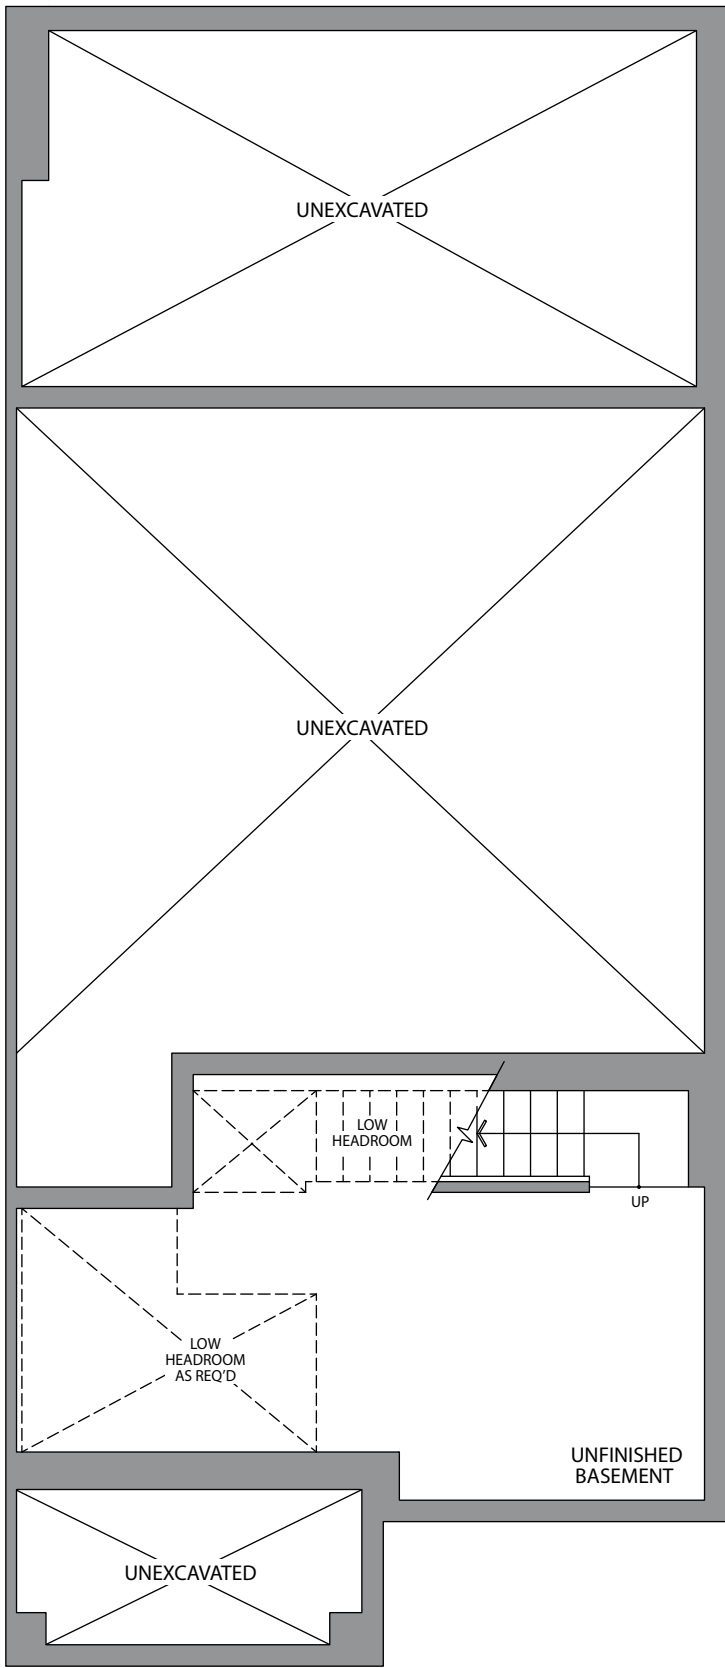 UNEXCAVATED
UNEXCAVATED
LOW
HEADROOM
UP
LOW
HEADROOM
AS REQ'D
UNFINISHED
BASEMENT
UNEXCAVATED